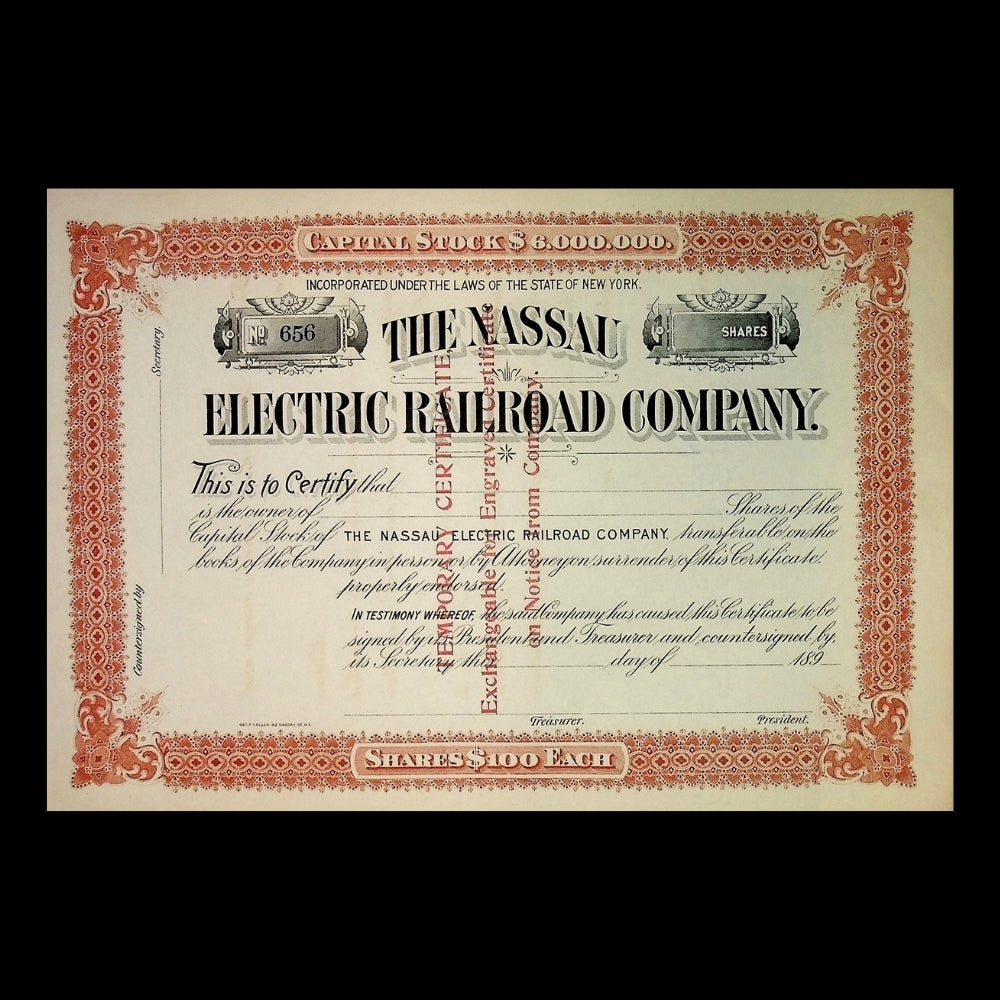 CAPITAL STOCK $ 6.000.000.
INCORPORATED UNDER THE LAWS OF THE STATE OF NEW YORK.
No. 656
SHARES
THE NASSAU
ELECTRIC RAILROAD COMPANY.
This is to Certify that
is the owner of Shares of the
Capital Stock of THE NASSAU ELECTRIC RAILROAD COMPANY. transferable on the
books of the Company in person or by Attorney on surrender of this Certificate
properly endorsed.
IN TESTIMONY WHEREOF, the said Company has caused this Certificate to be
signed by its President and Treasurer and countersigned by
its Secretary this day of 189
Treasurer. President.
Secretary.
Countersigned by
TEMPORARY CERTIFICATE.
Exchangeable for Engraved Certificate
on Notice from Company.
SHARES $100 EACH